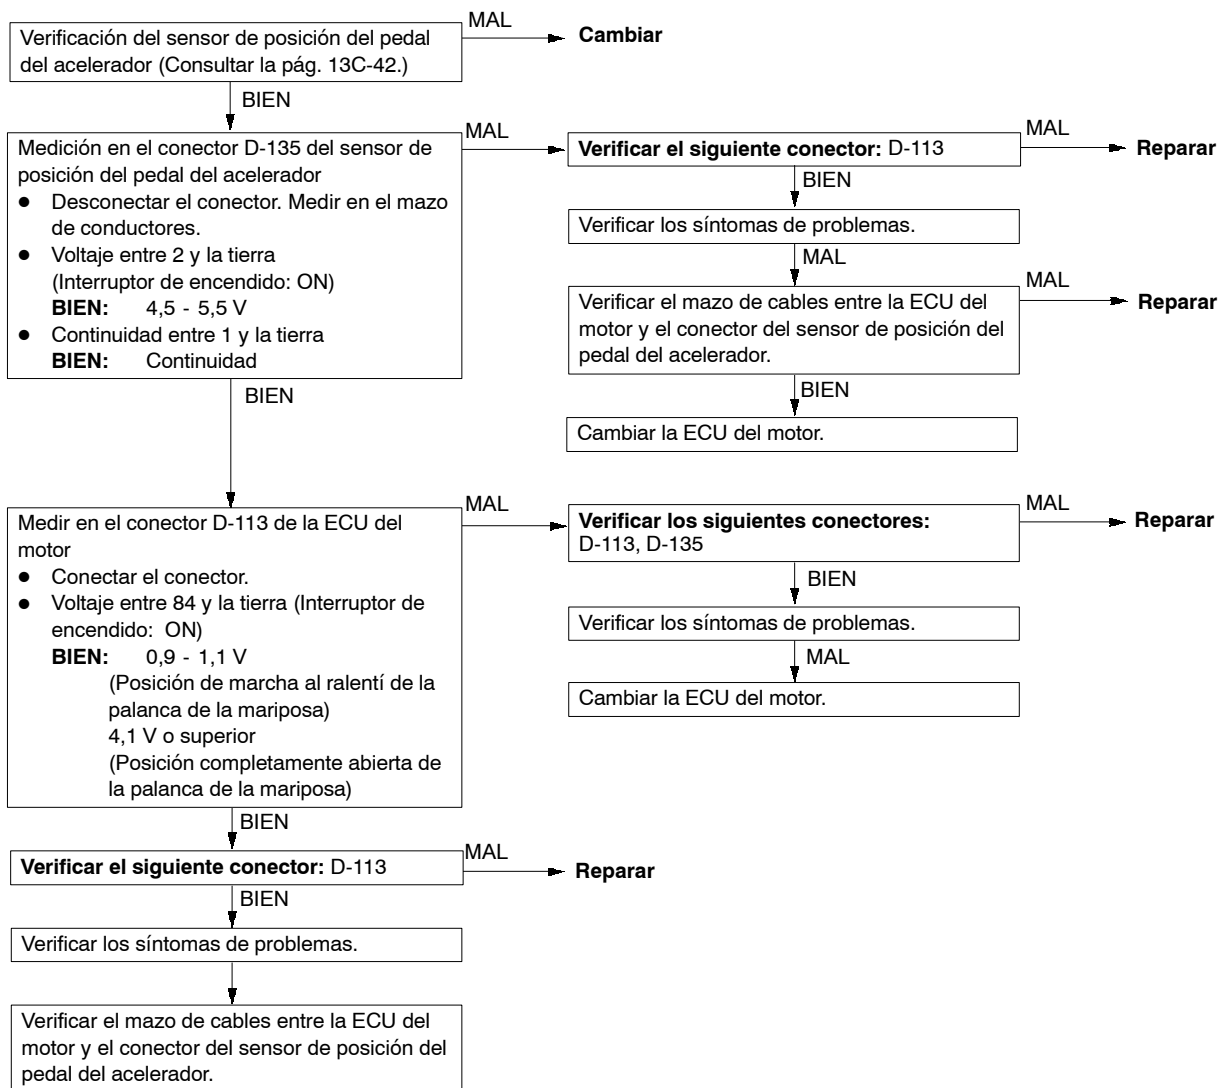 Verificación del sensor de posición del pedal
del acelerador (Consultar la pág. 13C-42.)
MAL
Cambiar
BIEN
Medición en el conector D-135 del sensor de
posición del pedal del acelerador
● Desconectar el conector. Medir en el mazo
de conductores.
● Voltaje entre 2 y la tierra
(Interruptor de encendido: ON)
BIEN: 4,5 - 5,5 V
● Continuidad entre 1 y la tierra
BIEN: Continuidad
MAL
Verificar el siguiente conector: D-113
MAL
Reparar
BIEN
Verificar los síntomas de problemas.
MAL
Verificar el mazo de cables entre la ECU del
motor y el conector del sensor de posición del
pedal del acelerador.
MAL
Reparar
BIEN
Cambiar la ECU del motor.
BIEN
Medir en el conector D-113 de la ECU del
motor
● Conectar el conector.
● Voltaje entre 84 y la tierra (Interruptor de
encendido: ON)
BIEN: 0,9 - 1,1 V
(Posición de marcha al ralentí de la
palanca de la mariposa)
4,1 V o superior
(Posición completamente abierta de
la palanca de la mariposa)
MAL
Verificar los siguientes conectores:
D-113, D-135
MAL
Reparar
BIEN
Verificar los síntomas de problemas.
MAL
Cambiar la ECU del motor.
BIEN
Verificar el siguiente conector: D-113
MAL
Reparar
BIEN
Verificar los síntomas de problemas.
Verificar el mazo de cables entre la ECU del
motor y el conector del sensor de posición del
pedal del acelerador.